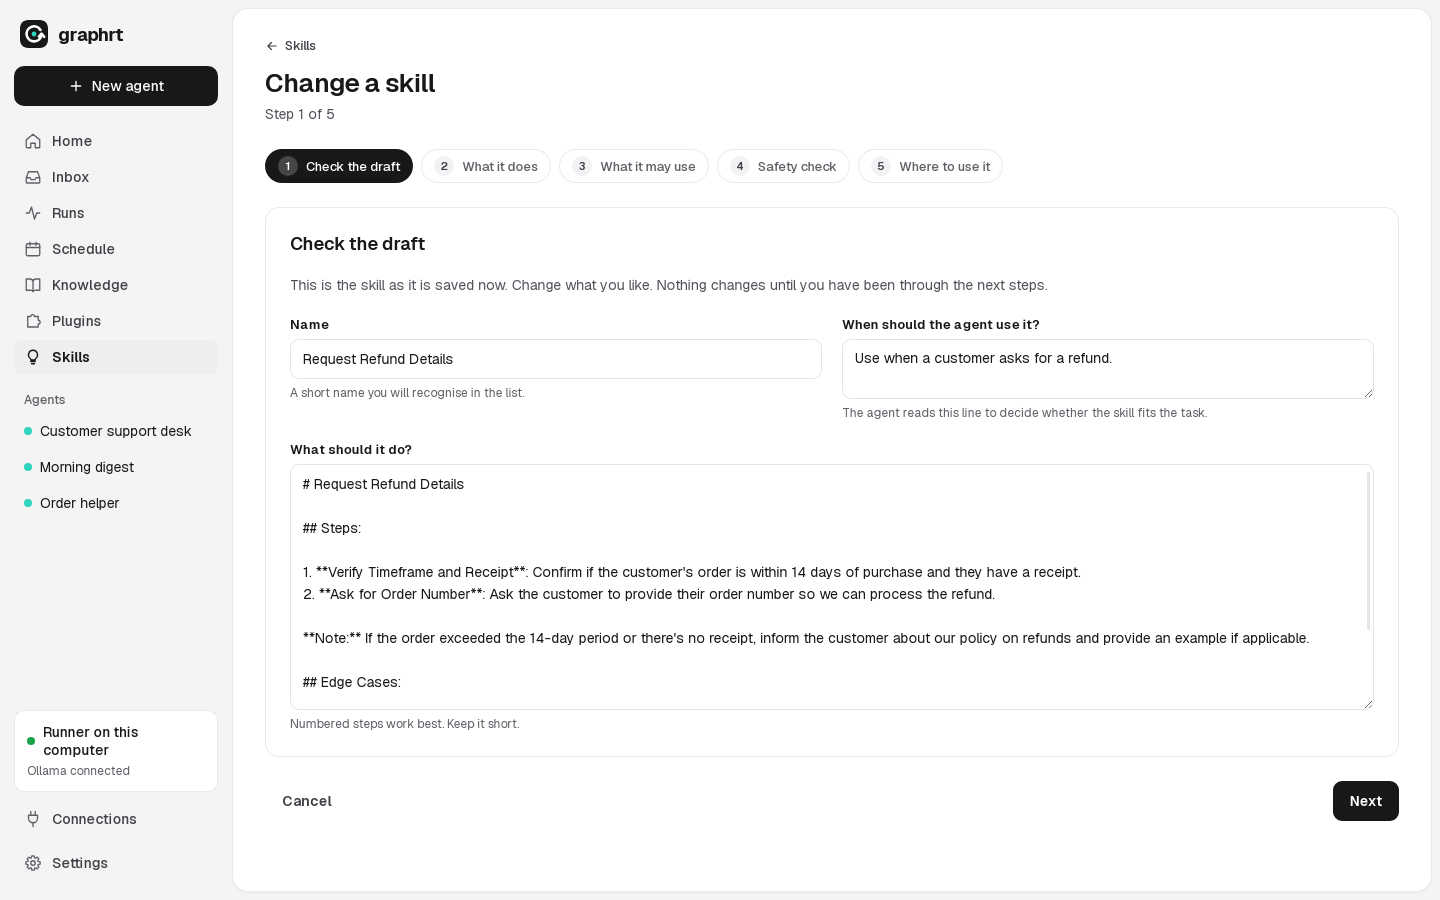 graphrt
New agent
Home
Inbox
Runs
Schedule
Knowledge
Plugins
Skills
Agents
Customer support desk
Morning digest
Order helper
Runner on this
computer
Ollama connected
Connections
Settings
Skills
Change a skill
Step 1 of 5
1 Check the draft
2 What it does
3 What it may use
4 Safety check
5 Where to use it
Check the draft
This is the skill as it is saved now. Change what you like. Nothing changes until you have been through the next steps.
Name
Request Refund Details
A short name you will recognise in the list.
When should the agent use it?
Use when a customer asks for a refund.
The agent reads this line to decide whether the skill fits the task.
What should it do?
# Request Refund Details
## Steps:
1. **Verify Timeframe and Receipt**: Confirm if the customer's order is within 14 days of purchase and they have a receipt.
2. **Ask for Order Number**: Ask the customer to provide their order number so we can process the refund.
**Note:** If the order exceeded the 14-day period or there's no receipt, inform the customer about our policy on refunds and provide an example if applicable.
## Edge Cases:
Numbered steps work best. Keep it short.
Cancel
Next